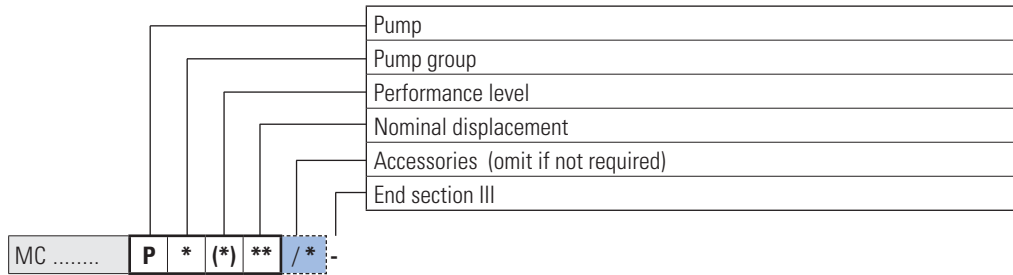 Pump
Pump group
Performance level
Nominal displacement
Accessories (omit if not required)
End section III
MC ........ P * (*) ** / * -